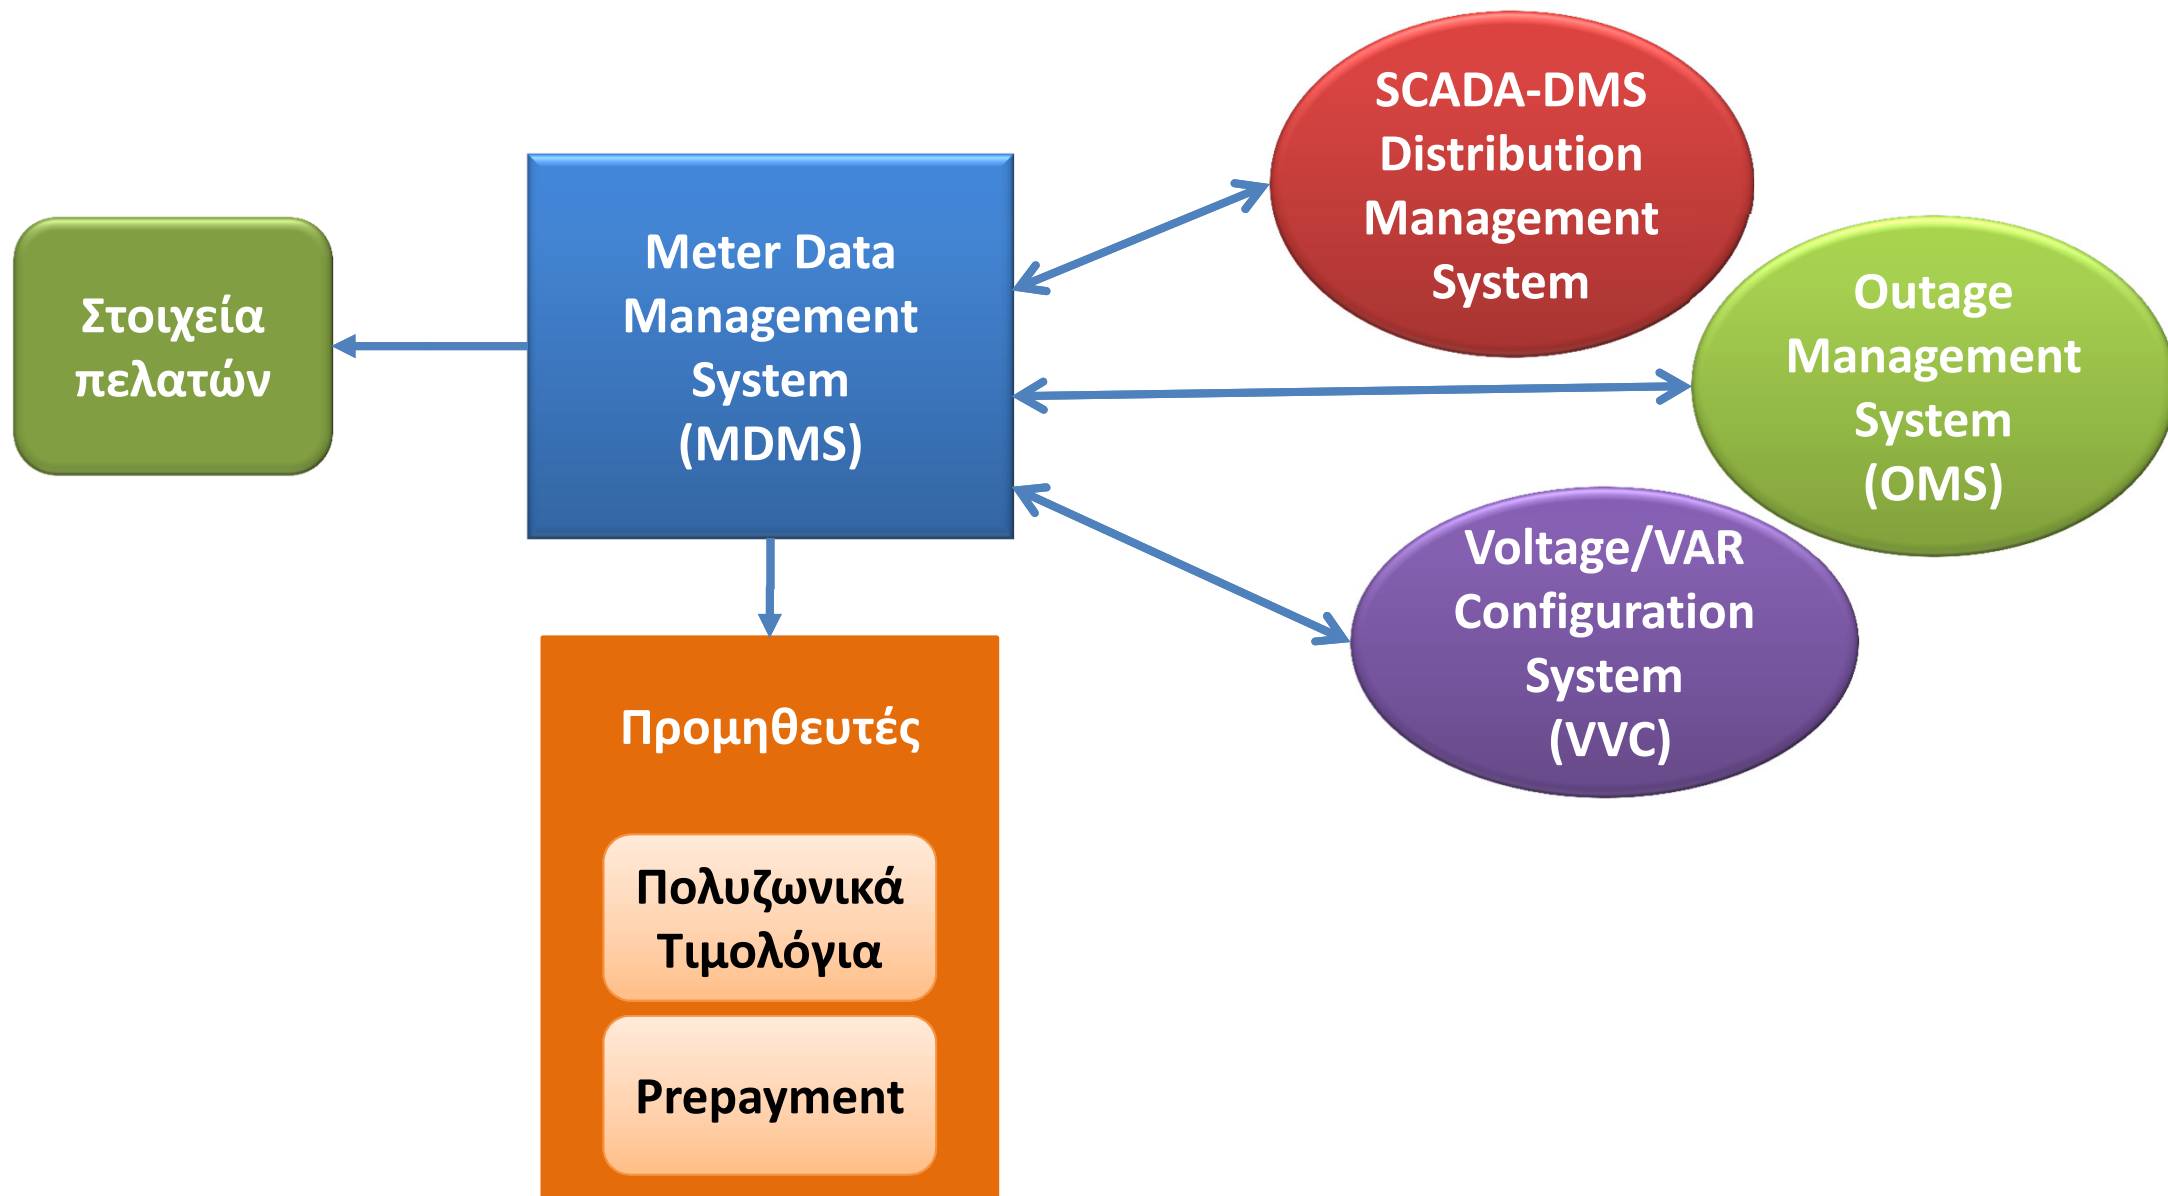 Στοιχεία
πελατών
Meter Data
Management
System
(MDMS)
SCADA-DMS
Distribution
Management
System
Outage
Management
System
(OMS)
Voltage/VAR
Configuration
System
(VVC)
Προμηθευτές
Πολυζωνικά
Τιμολόγια
Prepayment